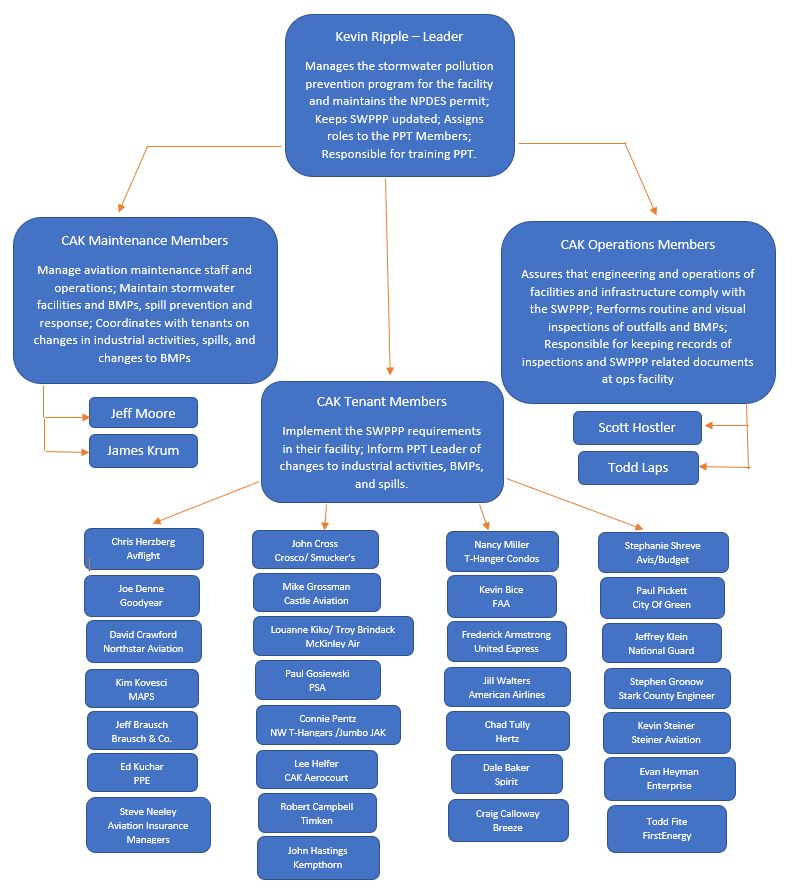 Kevin Ripple – Leader
Manages the stormwater pollution
prevention program for the facility
and maintains the NPDES permit;
Keeps SWPPP updated; Assigns
roles to the PPT Members;
Responsible for training PPT.
CAK Maintenance Members
Manage aviation maintenance staff and
operations; Maintain stormwater
facilities and BMPs, spill prevention and
response; Coordinates with tenants on
changes in industrial activities, spills, and
changes to BMPs
Jeff Moore
James Krum
CAK Operations Members
Assures that engineering and operations of
facilities and infrastructure comply with
the SWPPP; Performs routine and visual
inspections of outfalls and BMPs;
Responsible for keeping records of
inspections and SWPPP related documents
at ops facility
Scott Hostler
Todd Laps
CAK Tenant Members
Implement the SWPPP requirements
in their facility; Inform PPT Leader of
changes to industrial activities, BMPs,
and spills.
Chris Herzberg
Avflight
Joe Denne
Goodyear
David Crawford
Northstar Aviation
Kim Kovesci
MAPS
Jeff Brausch
Brausch & Co.
Ed Kuchar
PPE
Steve Neeley
Aviation Insurance
Managers
John Cross
Crosco/ Smucker's
Mike Grossman
Castle Aviation
Louanne Kiko/ Troy Brindack
McKinley Air
Paul Gosiewski
PSA
Connie Pentz
NW T-Hangars /Jumbo JAK
Lee Helfer
CAK Aerocourt
Robert Campbell
Timken
John Hastings
Kempthorn
Nancy Miller
T-Hanger Condos
Kevin Bice
FAA
Frederick Armstrong
United Express
Jill Walters
American Airlines
Chad Tully
Hertz
Dale Baker
Spirit
Craig Calloway
Breeze
Stephanie Shreve
Avis/Budget
Paul Pickett
City Of Green
Jeffrey Klein
National Guard
Stephen Gronow
Stark County Engineer
Kevin Steiner
Steiner Aviation
Evan Heyman
Enterprise
Todd Fite
FirstEnergy